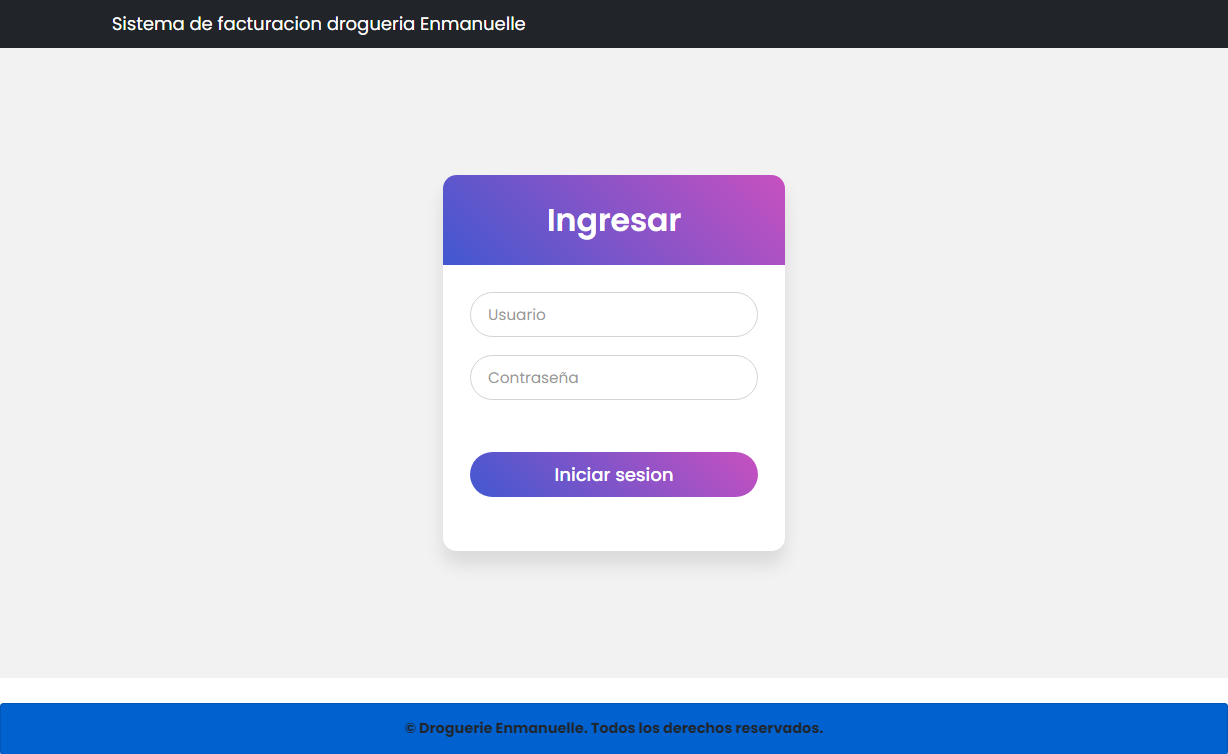 Sistema de facturacion drogueria Enmanuelle
Ingresar
Usuario
Contraseña
Iniciar sesion
© Droguerie Enmanuelle. Todos los derechos reservados.